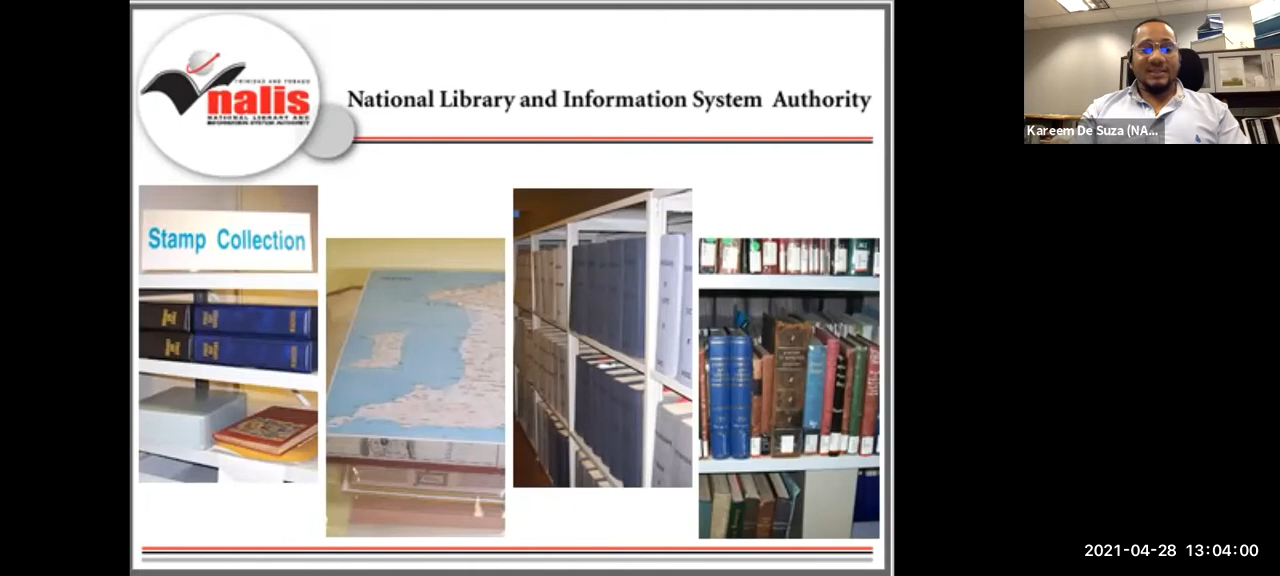 TRINIDAD AND TOBAGO
nalis
NATIONAL LIBRARY AND
INFORMATION SYSTEM AUTHORITY
National Library and Information System Authority
Stamp Collection
Kareem De Suza (NA...
2021-04-28 13:04:00